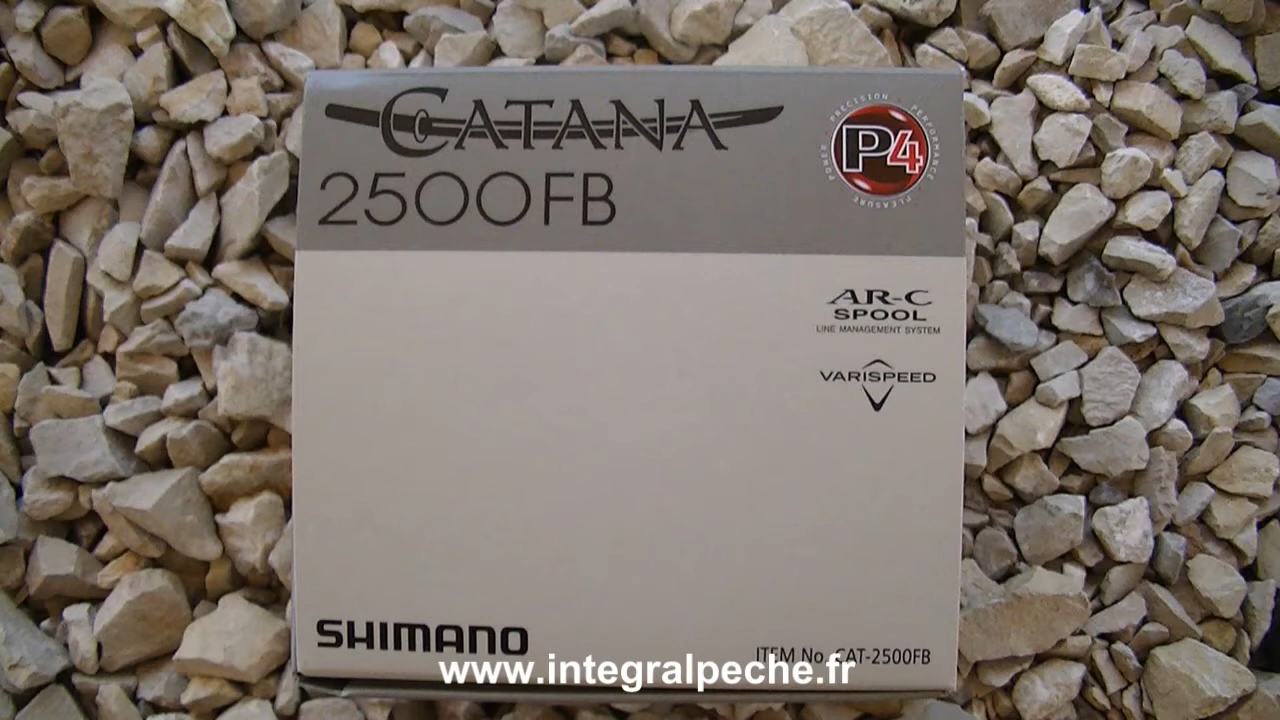 CATANA
2500FB
PRECISION · PERFORMANCE · PLEASURE · POWER
P4
AR-C
SPOOL
LINE MANAGEMENT SYSTEM
VARISPEED
SHIMANO
ITEM No. CAT-2500FB
www.integralpeche.fr